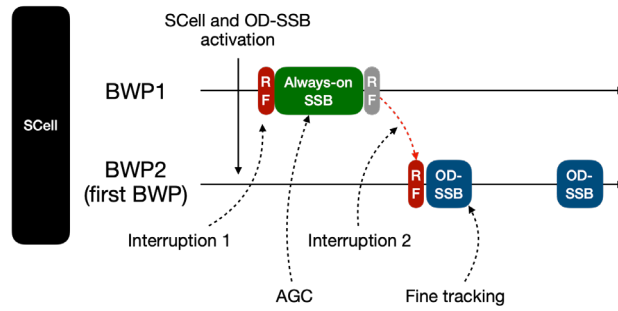 SCell and OD-SSB
activation
SCell
BWP1
R
F
Always-on
SSB
R
F
BWP2
(first BWP)
R
F
OD-
SSB
OD-
SSB
Interruption 1
Interruption 2
AGC
Fine tracking